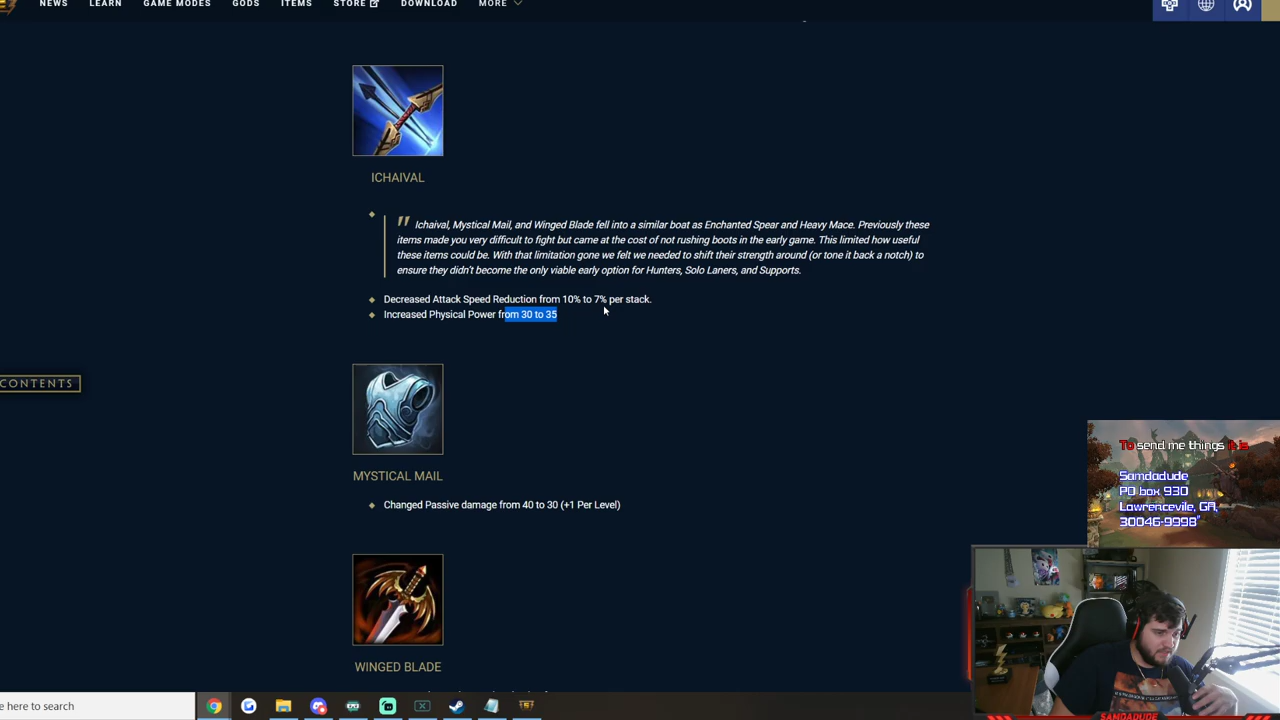 NEWS LEARN GAME MODES GODS ITEMS STORE DOWNLOAD MORE
ICHAIVAL
Ichaival, Mystical Mail, and Winged Blade fell into a similar boat as Enchanted Spear and Heavy Mace. Previously these
items made you very difficult to fight but came at the cost of not rushing boots in the early game. This limited how useful
these items could be. With that limitation gone we felt we needed to shift their strength around (or tone it back a notch) to
ensure they didn't become the only viable early option for Hunters, Solo Laners, and Supports.
Decreased Attack Speed Reduction from 10% to 7% per stack.
Increased Physical Power from 30 to 35
CONTENTS
MYSTICAL MAIL
Changed Passive damage from 40 to 30 (+1 Per Level)
To send me things it is
Samdadude
PO box 930
Lawrencevile, GA,
30046-9998"
WINGED BLADE
e here to search
SAMDADUDE